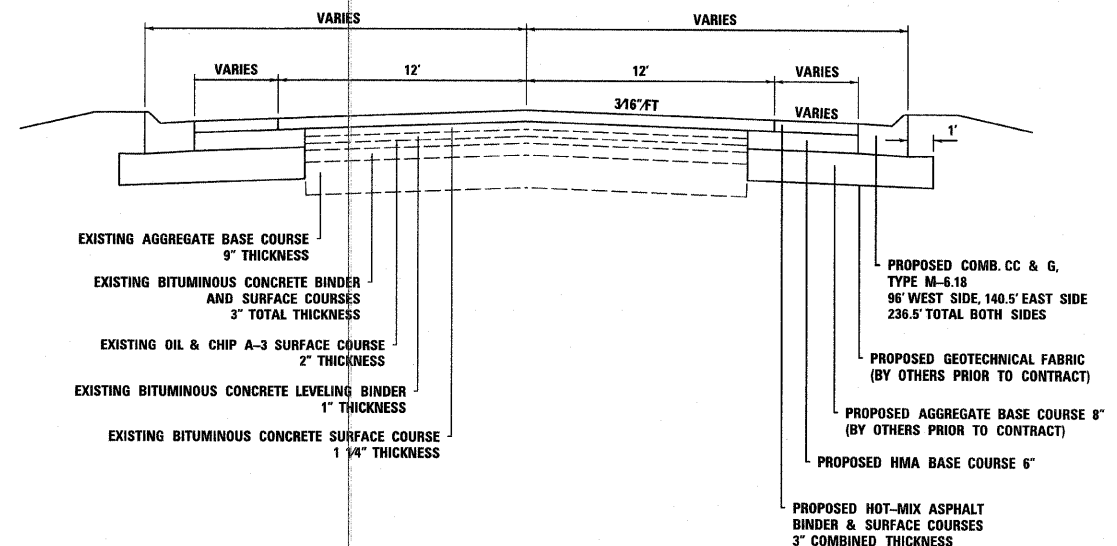 VARIES
VARIES
VARIES
12'
12'
VARIES
3/16"/FT
VARIES
1'
EXISTING AGGREGATE BASE COURSE
9" THICKNESS
EXISTING BITUMINOUS CONCRETE BINDER
AND SURFACE COURSES
3" TOTAL THICKNESS
EXISTING OIL & CHIP A-3 SURFACE COURSE
2" THICKNESS
EXISTING BITUMINOUS CONCRETE LEVELING BINDER
1" THICKNESS
EXISTING BITUMINOUS CONCRETE SURFACE COURSE
1 1/4" THICKNESS
PROPOSED COMB. CC & G,
TYPE M-6.18
96' WEST SIDE, 140.5' EAST SIDE
236.5' TOTAL BOTH SIDES
PROPOSED GEOTECHNICAL FABRIC
(BY OTHERS PRIOR TO CONTRACT)
PROPOSED AGGREGATE BASE COURSE 8"
(BY OTHERS PRIOR TO CONTRACT)
PROPOSED HMA BASE COURSE 6"
PROPOSED HOT-MIX ASPHALT
BINDER & SURFACE COURSES
3" COMBINED THICKNESS